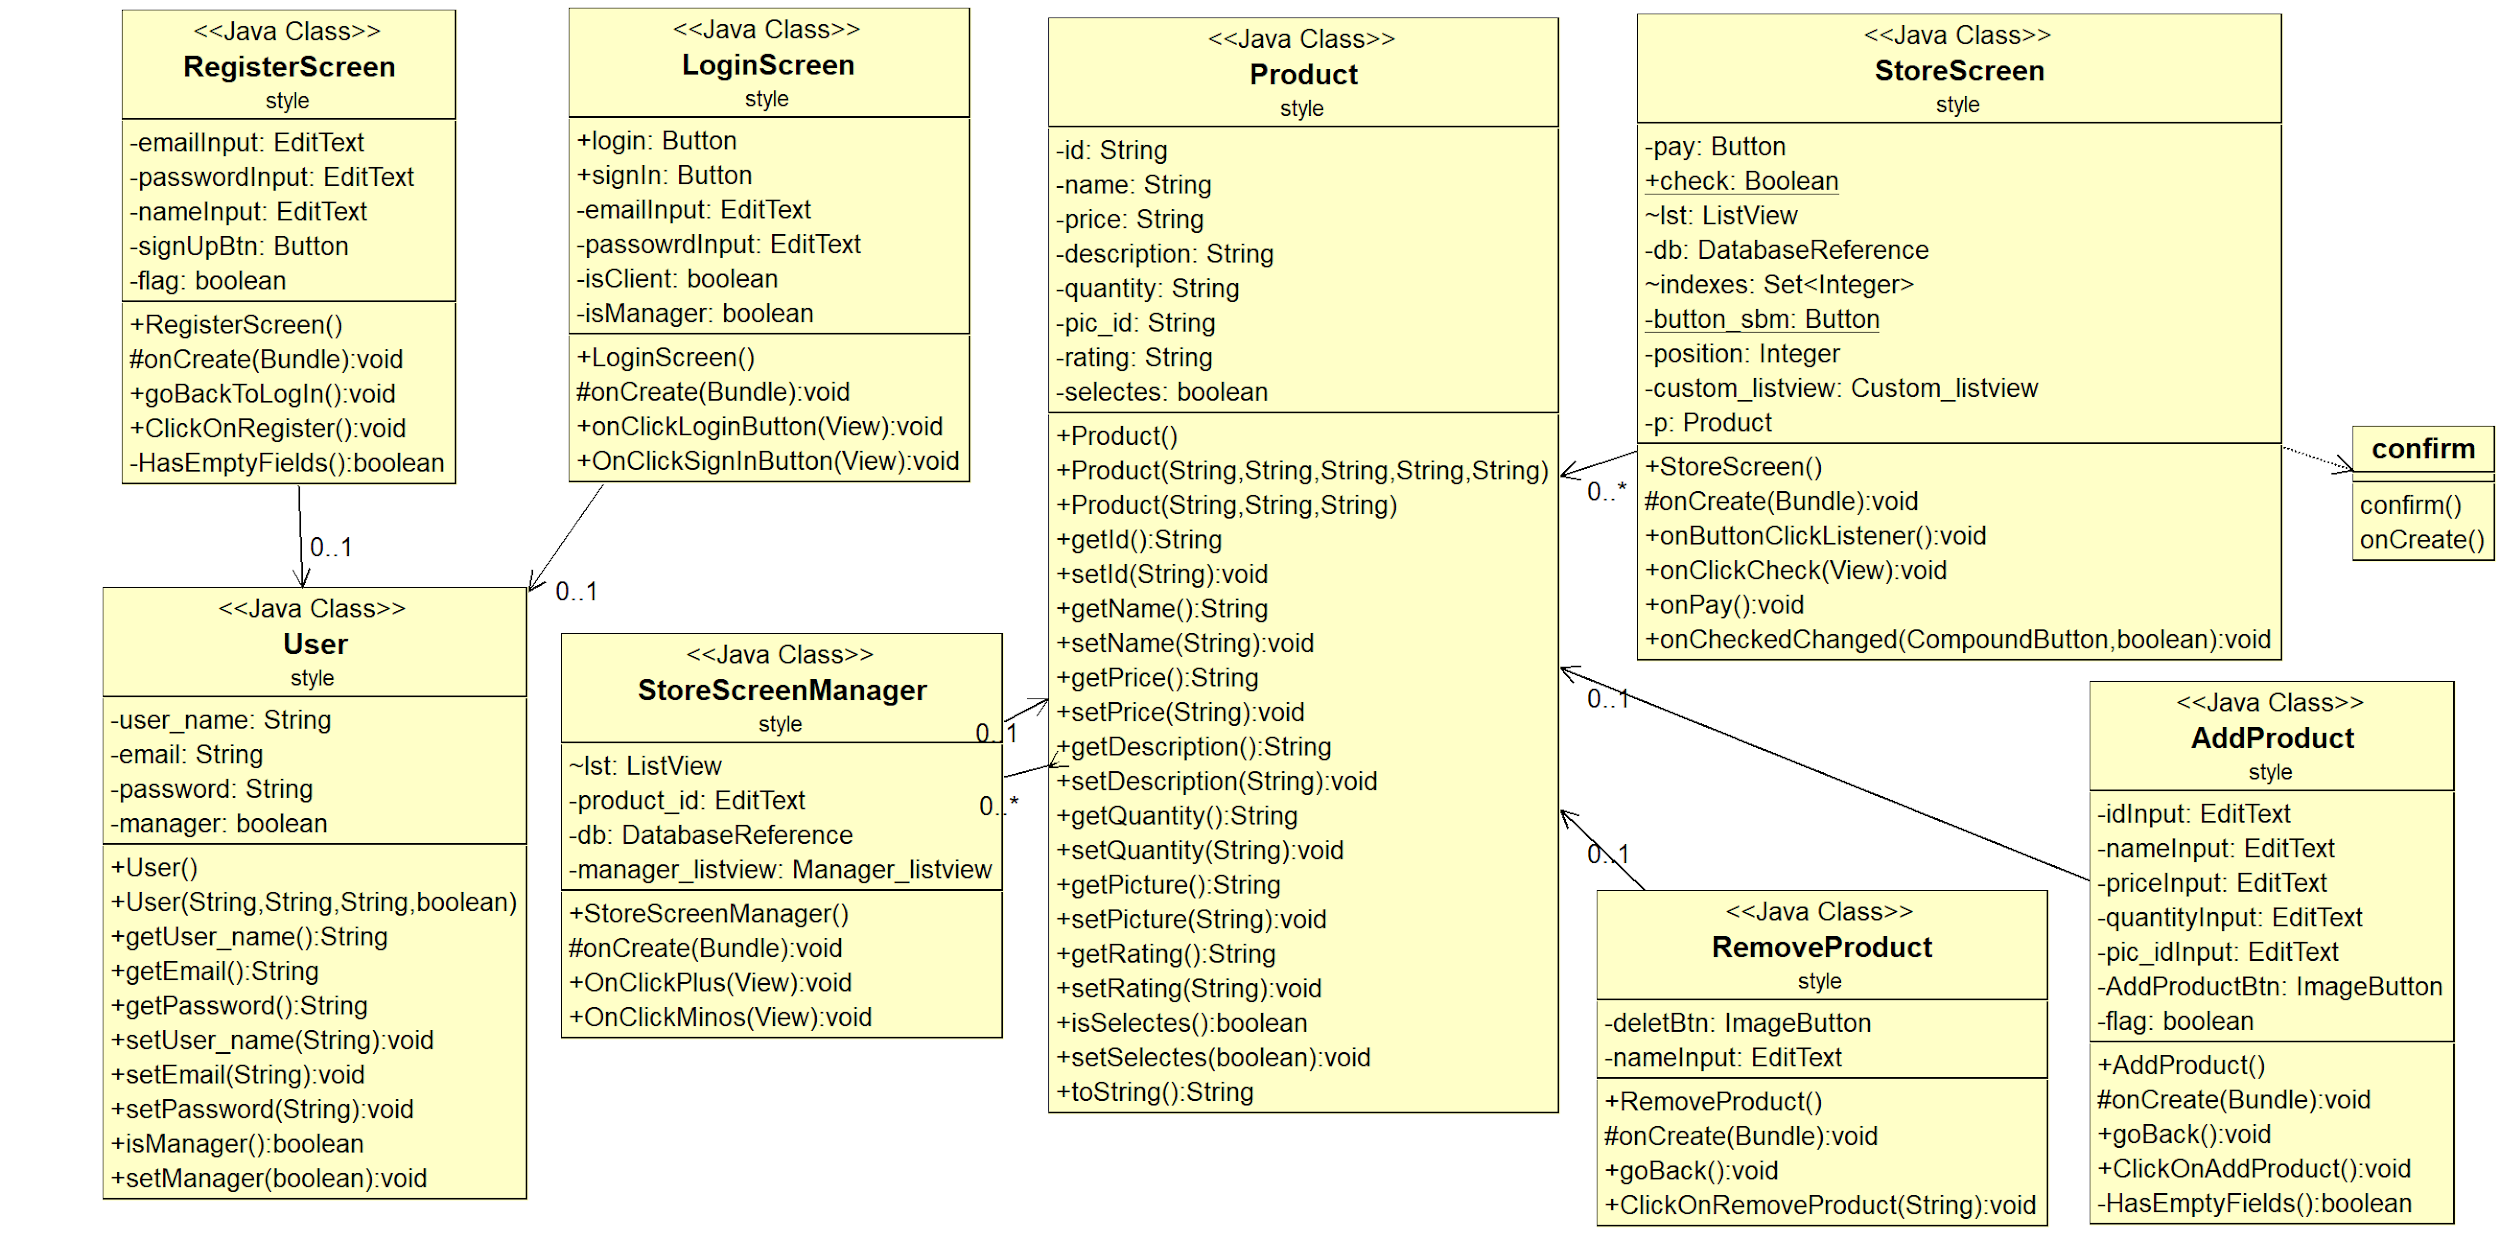 <<Java Class>>
RegisterScreen
style
-emailInput: EditText
-passwordInput: EditText
-nameInput: EditText
-signUpBtn: Button
-flag: boolean
+RegisterScreen()
#onCreate(Bundle):void
+goBackToLogIn():void
+ClickOnRegister():void
-HasEmptyFields():boolean
0..1
<<Java Class>>
LoginScreen
style
+login: Button
+signIn: Button
-emailInput: EditText
-passowrdInput: EditText
-isClient: boolean
-isManager: boolean
+LoginScreen()
#onCreate(Bundle):void
+onClickLoginButton(View):void
+OnClickSignInButton(View):void
0..1
<<Java Class>>
User
style
-user_name: String
-email: String
-password: String
-manager: boolean
+User()
+User(String,String,String,boolean)
+getUser_name():String
+getEmail():String
+getPassword():String
+setUser_name(String):void
+setEmail(String):void
+setPassword(String):void
+isManager():boolean
+setManager(boolean):void
<<Java Class>>
StoreScreenManager
style
~lst: ListView
-product_id: EditText
-db: DatabaseReference
-manager_listview: Manager_listview
+StoreScreenManager()
#onCreate(Bundle):void
+OnClickPlus(View):void
+OnClickMinos(View):void
0..1
0..*
<<Java Class>>
Product
style
-id: String
-name: String
-price: String
-description: String
-quantity: String
-pic_id: String
-rating: String
-selectes: boolean
+Product()
+Product(String,String,String,String,String)
+Product(String,String,String)
+getId():String
+setId(String):void
+getName():String
+setName(String):void
+getPrice():String
+setPrice(String):void
+getDescription():String
+setDescription(String):void
+getQuantity():String
+setQuantity(String):void
+getPicture():String
+setPicture(String):void
+getRating():String
+setRating(String):void
+isSelectes():boolean
+setSelectes(boolean):void
+toString():String
<<Java Class>>
StoreScreen
style
-pay: Button
+check: Boolean
~lst: ListView
-db: DatabaseReference
~indexes: Set<Integer>
-button_sbm: Button
-position: Integer
-custom_listview: Custom_listview
-p: Product
+StoreScreen()
#onCreate(Bundle):void
+onButtonClickListener():void
+onClickCheck(View):void
+onPay():void
+onCheckedChanged(CompoundButton,boolean):void
0..*
confirm
confirm()
onCreate()
0..1
0..1
<<Java Class>>
RemoveProduct
style
-deletBtn: ImageButton
-nameInput: EditText
+RemoveProduct()
#onCreate(Bundle):void
+goBack():void
+ClickOnRemoveProduct(String):void
<<Java Class>>
AddProduct
style
-idInput: EditText
-nameInput: EditText
-priceInput: EditText
-quantityInput: EditText
-pic_idInput: EditText
-AddProductBtn: ImageButton
-flag: boolean
+AddProduct()
#onCreate(Bundle):void
+goBack():void
+ClickOnAddProduct():void
-HasEmptyFields():boolean